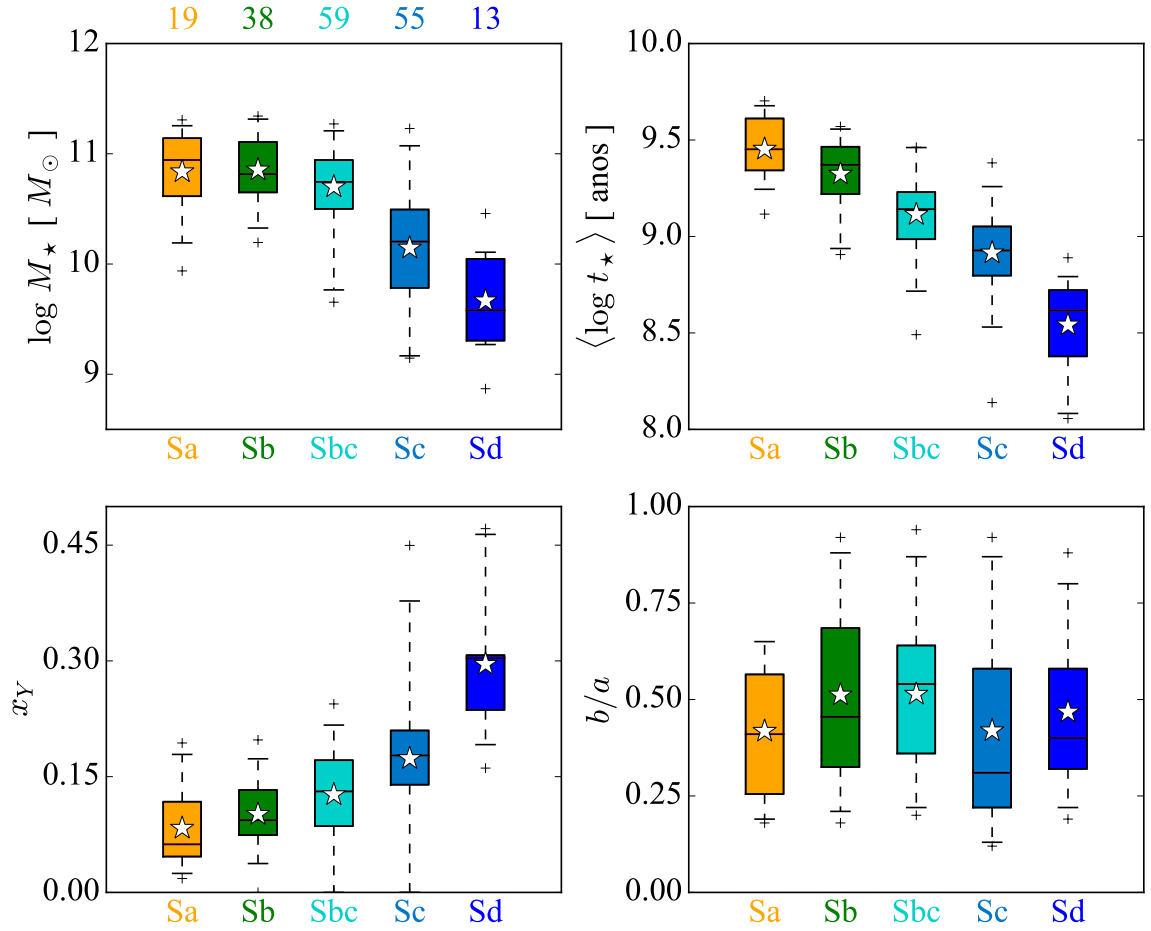 19 38 59 55 13
12
11
10
9
log M★ [ M⊙ ]
Sa Sb Sbc Sc Sd
10.0
9.5
9.0
8.5
8.0
⟨log t★⟩ [ anos ]
Sa Sb Sbc Sc Sd
0.45
0.30
0.15
0.00
xY
Sa Sb Sbc Sc Sd
1.00
0.75
0.50
0.25
0.00
b/a
Sa Sb Sbc Sc Sd